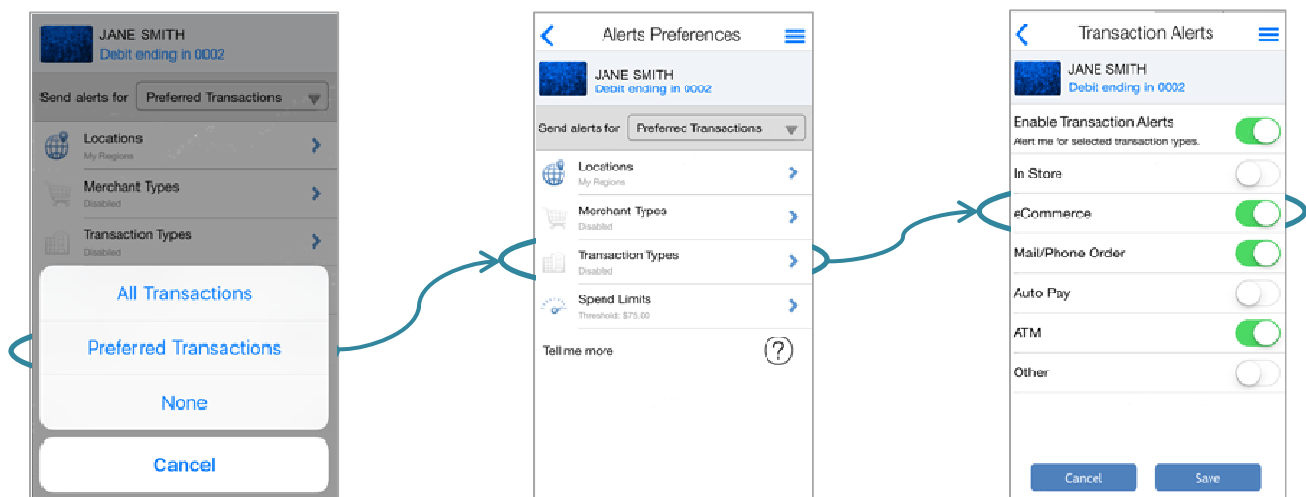 JANE SMITH
Debit ending in 0002
Send alerts for Preferred Transactions
Locations
My Regions
Merchant Types
Disabled
Transaction Types
Disabled
All Transactions
Preferred Transactions
None
Cancel
Alerts Preferences
JANE SMITH
Debit ending in 0002
Send alerts for Preferred Transactions
Locations
My Regions
Merchant Types
Disabled
Transaction Types
Disabled
Spend Limits
Threshold: $75.00
Tell me more ?
Transaction Alerts
JANE SMITH
Debit ending in 0002
Enable Transaction Alerts
Alert me for selected transaction types.
In Store
eCommerce
Mail/Phone Order
Auto Pay
ATM
Other
Cancel Save